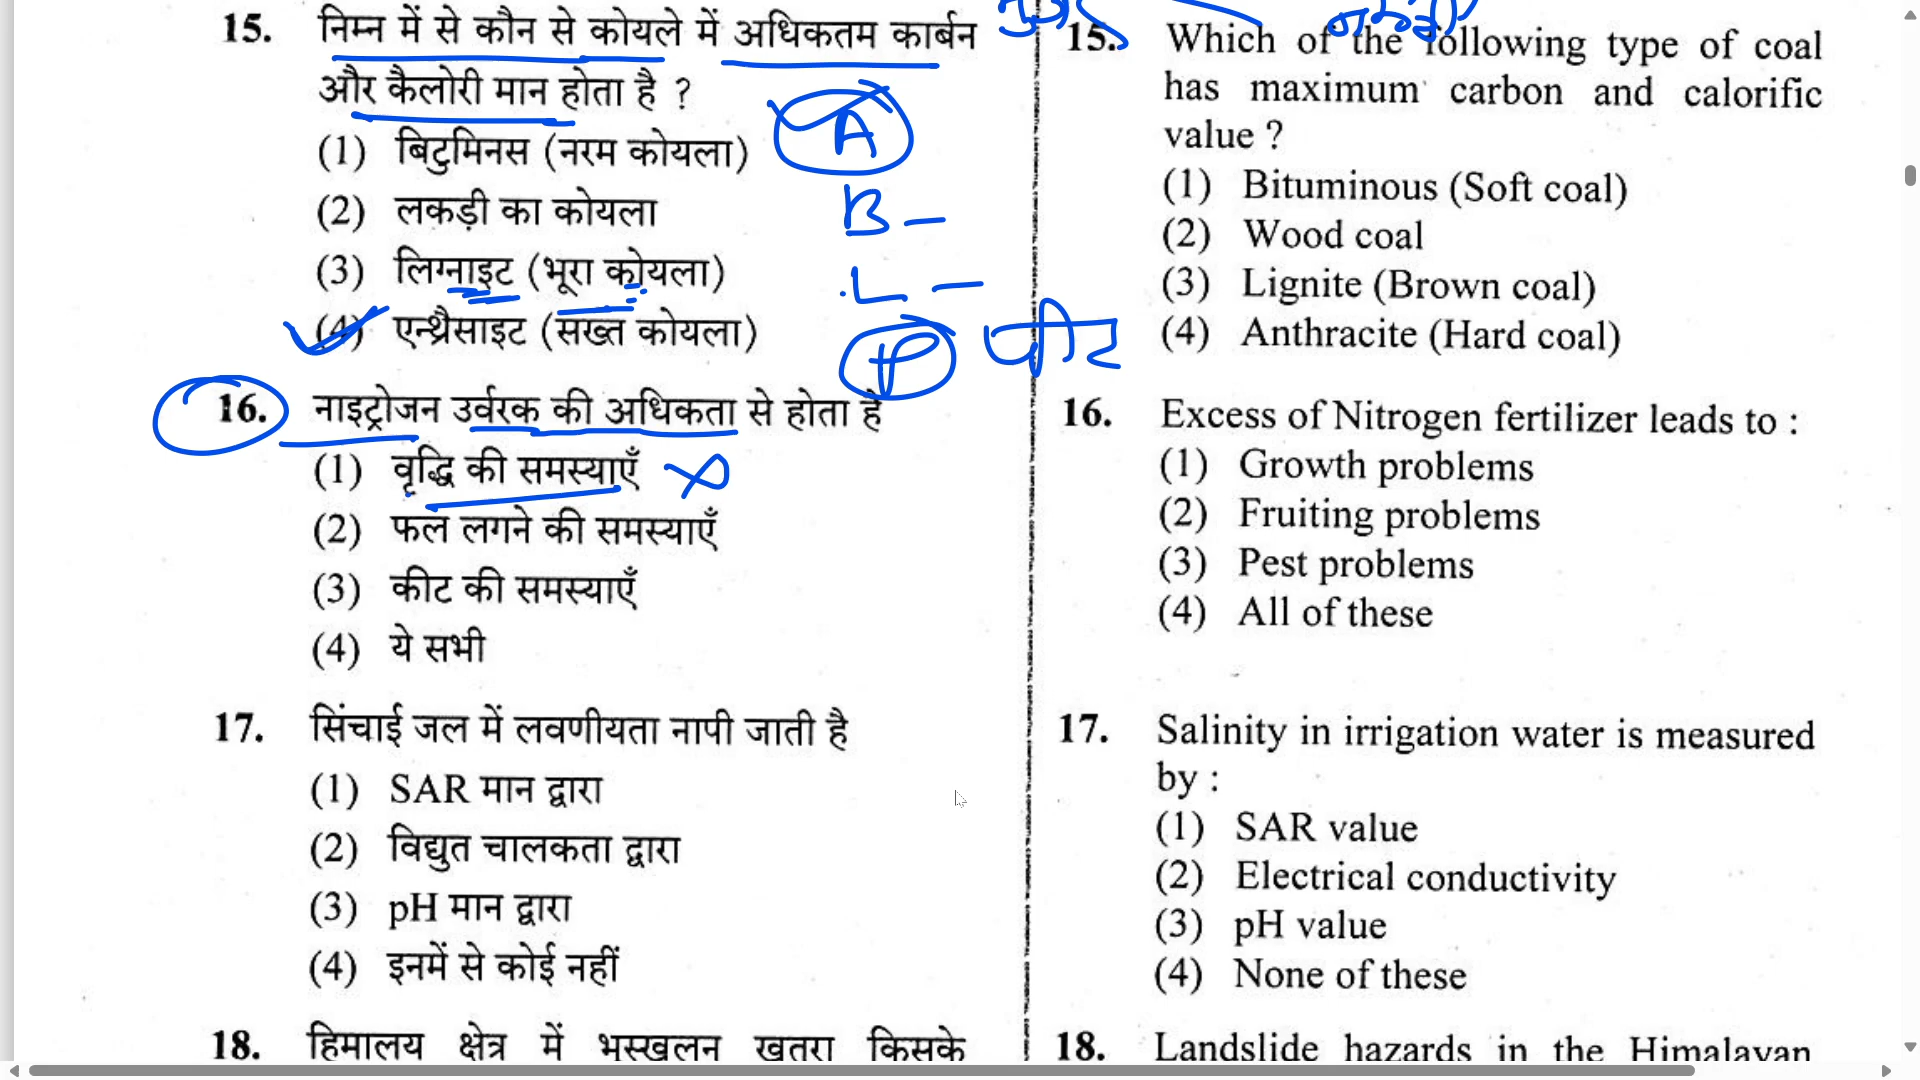 15. निम्न में से कौन से कोयले में अधिकतम कार्बन
और कैलोरी मान होता है ?
(1) बिटुमिनस (नरम कोयला)
(2) लकड़ी का कोयला
(3) लिग्नाइट (भूरा कोयला)
(4) एन्थ्रैसाइट (सख्त कोयला)
A
B -
L -
P पीट
16. नाइट्रोजन उर्वरक की अधिकता से होता है
(1) वृद्धि की समस्याएँ
(2) फल लगने की समस्याएँ
(3) कीट की समस्याएँ
(4) ये सभी
17. सिंचाई जल में लवणीयता नापी जाती है
(1) SAR मान द्वारा
(2) विद्युत चालकता द्वारा
(3) pH मान द्वारा
(4) इनमें से कोई नहीं
18. हिमालय क्षेत्र में भूस्खलन खतरा किसके
15. Which of the following type of coal
has maximum carbon and calorific
value ?
(1) Bituminous (Soft coal)
(2) Wood coal
(3) Lignite (Brown coal)
(4) Anthracite (Hard coal)
16. Excess of Nitrogen fertilizer leads to :
(1) Growth problems
(2) Fruiting problems
(3) Pest problems
(4) All of these
17. Salinity in irrigation water is measured
by :
(1) SAR value
(2) Electrical conductivity
(3) pH value
(4) None of these
18. Landslide hazards in the Himalayan